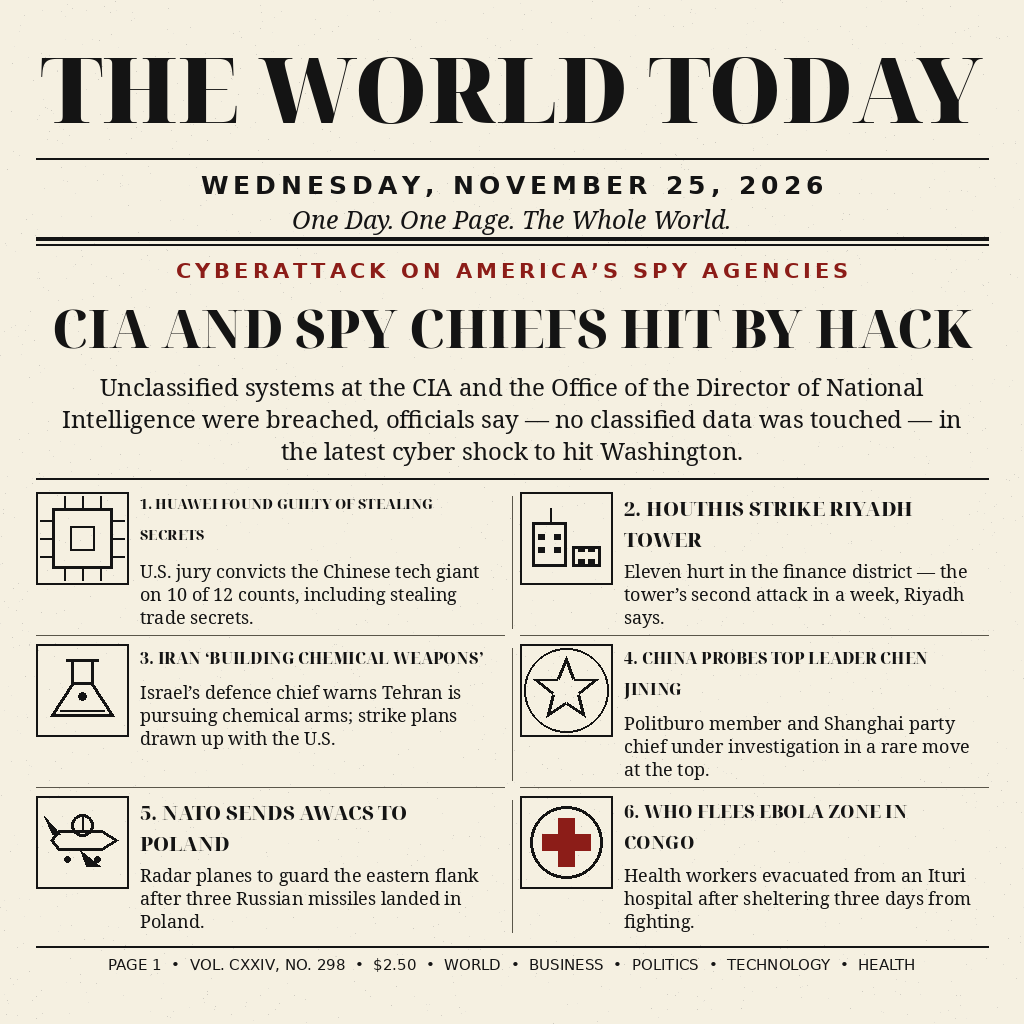 THE WORLD TODAY
WEDNESDAY, NOVEMBER 25, 2026
One Day. One Page. The Whole World.
CYBERATTACK ON AMERICA’S SPY AGENCIES
CIA AND SPY CHIEFS HIT BY HACK
Unclassified systems at the CIA and the Office of the Director of National
Intelligence were breached, officials say — no classified data was touched — in
the latest cyber shock to hit Washington.
1. HUAWEI FOUND GUILTY OF STEALING
SECRETS
U.S. jury convicts the Chinese tech giant
on 10 of 12 counts, including stealing
trade secrets.
2. HOUTHIS STRIKE RIYADH
TOWER
Eleven hurt in the finance district — the
tower’s second attack in a week, Riyadh
says.
3. IRAN ‘BUILDING CHEMICAL WEAPONS’
Israel’s defence chief warns Tehran is
pursuing chemical arms; strike plans
drawn up with the U.S.
4. CHINA PROBES TOP LEADER CHEN
JINING
Politburo member and Shanghai party
chief under investigation in a rare move
at the top.
5. NATO SENDS AWACS TO
POLAND
Radar planes to guard the eastern flank
after three Russian missiles landed in
Poland.
6. WHO FLEES EBOLA ZONE IN
CONGO
Health workers evacuated from an Ituri
hospital after sheltering three days from
fighting.
PAGE 1 • VOL. CXXIV, NO. 298 • $2.50 • WORLD • BUSINESS • POLITICS • TECHNOLOGY • HEALTH